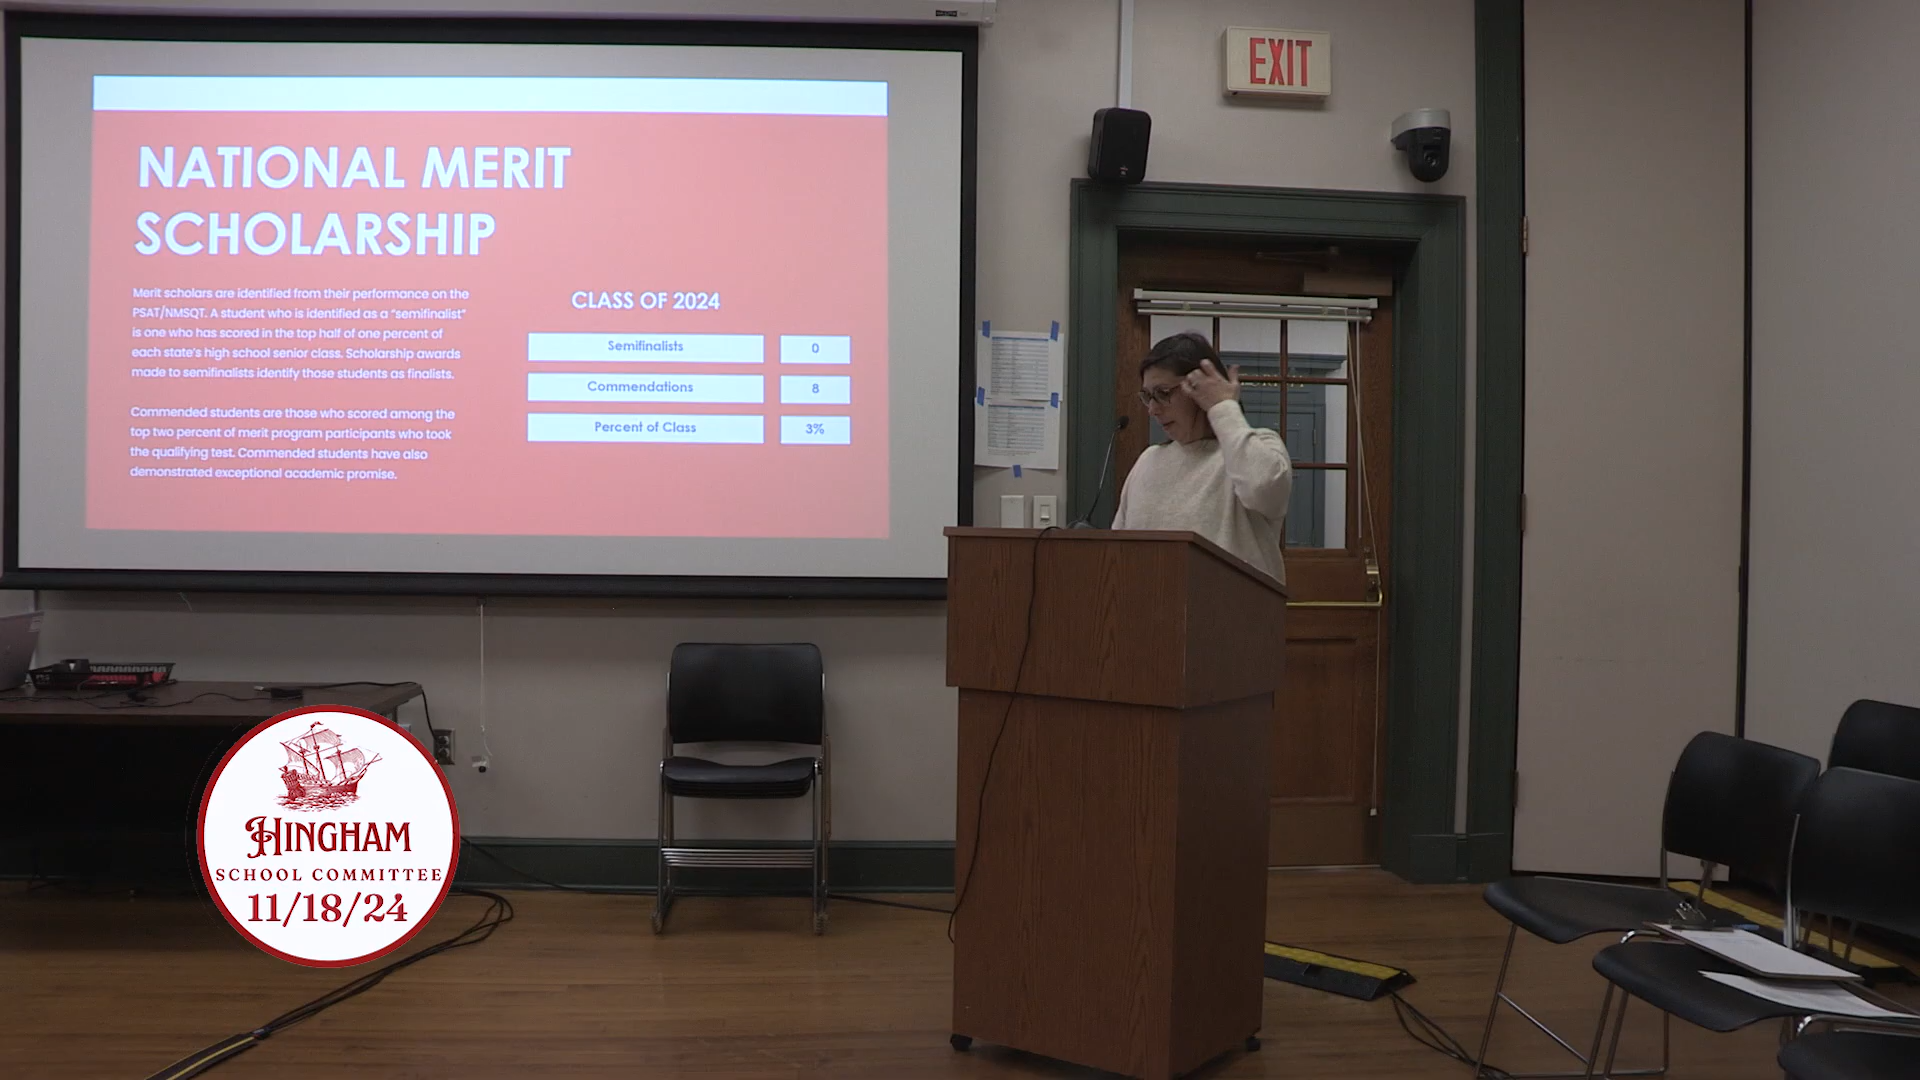 NATIONAL MERIT
SCHOLARSHIP
Merit scholars are identified from their performance on the
PSAT/NMSQT. A student who is identified as a "semifinalist"
is one who has scored in the top half of one percent of
each state's high school senior class. Scholarship awards
made to semifinalists identify those students as finalists.
Commended students are those who scored among the
top two percent of merit program participants who took
the qualifying test. Commended students have also
demonstrated exceptional academic promise.
CLASS OF 2024
Semifinalists 0
Commendations 8
Percent of Class 3%
EXIT
HINGHAM
SCHOOL COMMITTEE
11/18/24